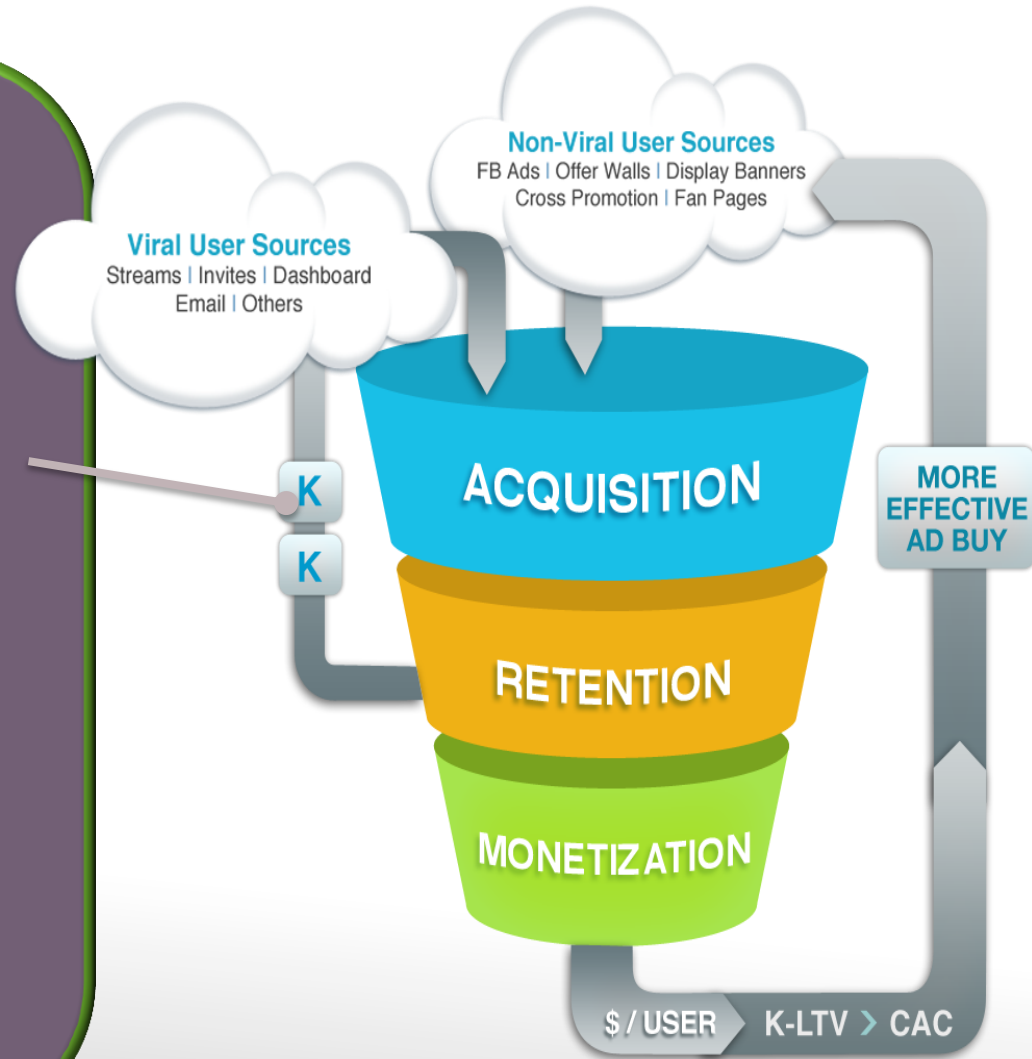 Non-Viral User Sources
FB Ads | Offer Walls | Display Banners
Cross Promotion | Fan Pages
Viral User Sources
Streams | Invites | Dashboard
Email | Others
K
K
ACQUISITION
RETENTION
MONETIZATION
MORE
EFFECTIVE
AD BUY
$ / USER
K-LTV > CAC